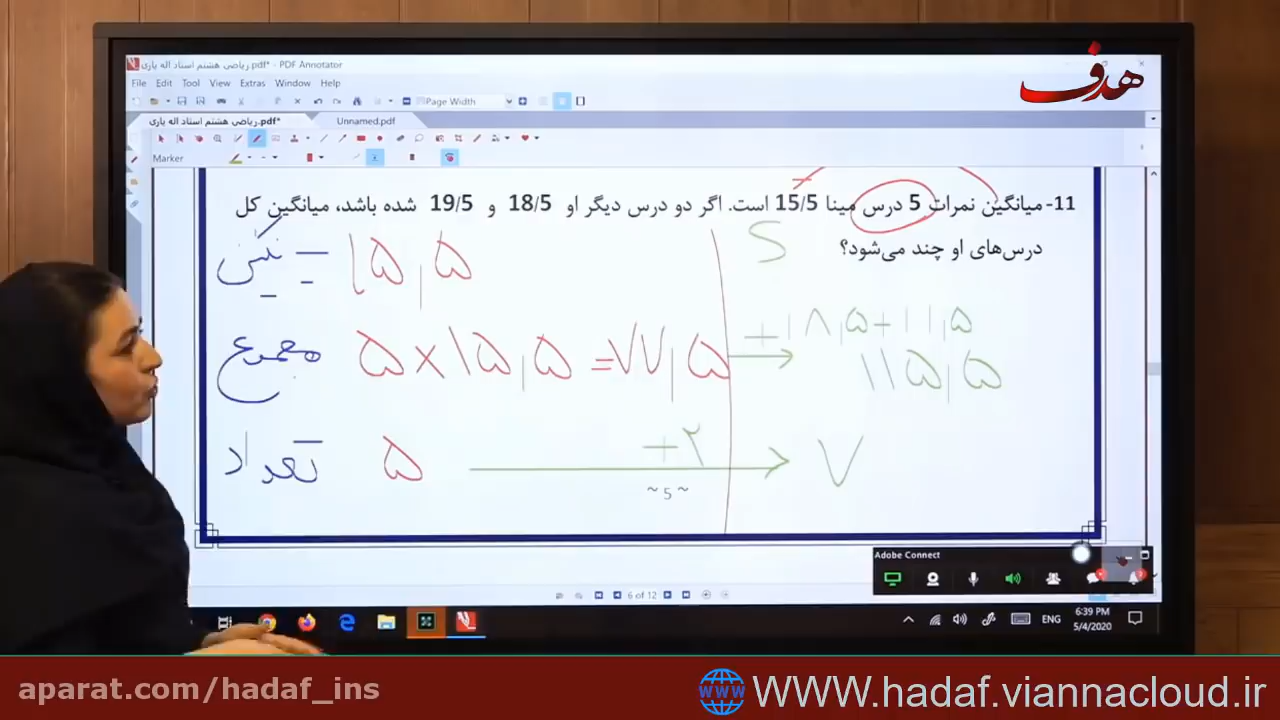 هدف
ریاضی هشتم استاد اله یاری.pdf* - PDF Annotator
File Edit Tool View Extras Window Help
Page Width
ریاضی هشتم استاد اله یاری.pdf* Unnamed.pdf
Marker
11- میانگین نمرات 5 درس مینا 15/5 است. اگر دو درس دیگر او 18/5 و 19/5 شده باشد، میانگین کل
درس‌های او چند می‌شود؟
؟
۱۵,۵
+۱۸,۵+۱۹,۵
مجموع ۵×۱۵,۵=۷۷,۵ → ۱۱۵,۵
تعداد ۵ +۲ → ۷
~ 5 ~
Adobe Connect
6 of 12
ENG
6:39 PM
5/4/2020
aparat.com/hadaf_ins
WWW
WWW.hadaf.viannacloud.ir